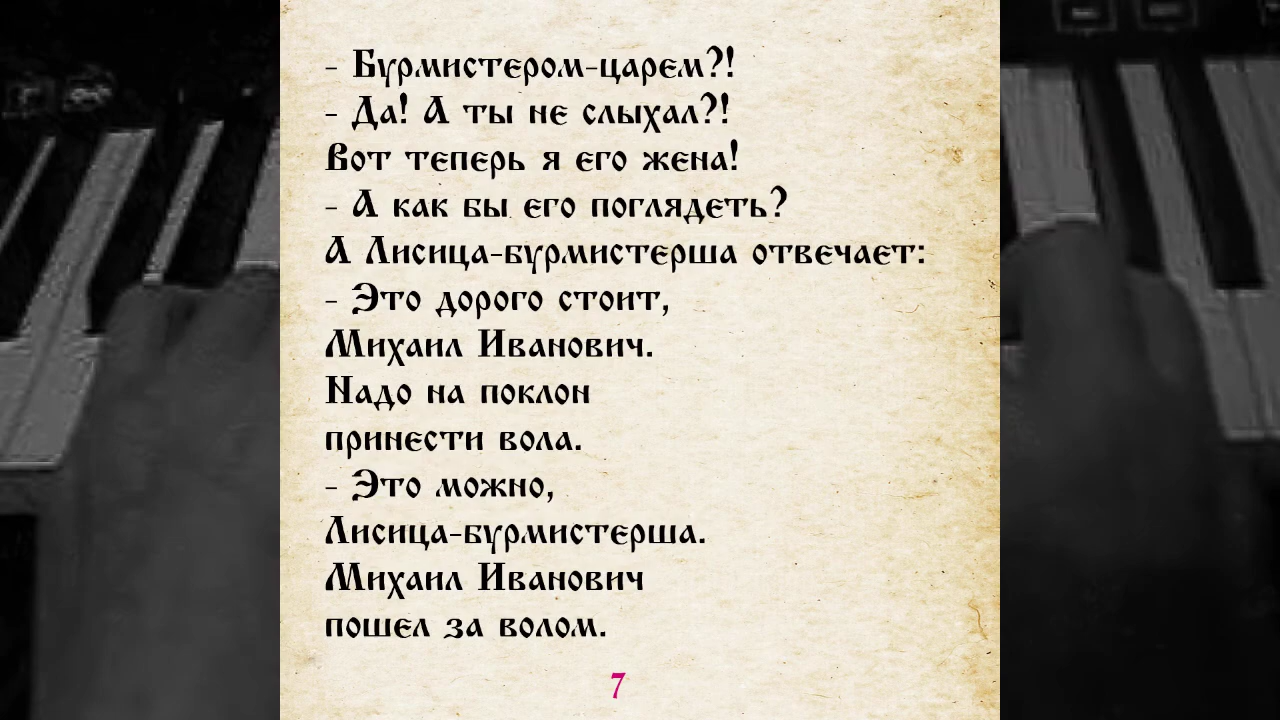 - Бурмистером-царем?!
- Да! А ты не слыхал?!
Вот теперь я его жена!
- А как бы его поглядеть?
А Лисица-бурмистерша отвечает:
- Это дорого стоит,
Михаил Иванович.
Надо на поклон
принести вола.
- Это можно,
Лисица-бурмистерша.
Михаил Иванович
пошел за волом.
7